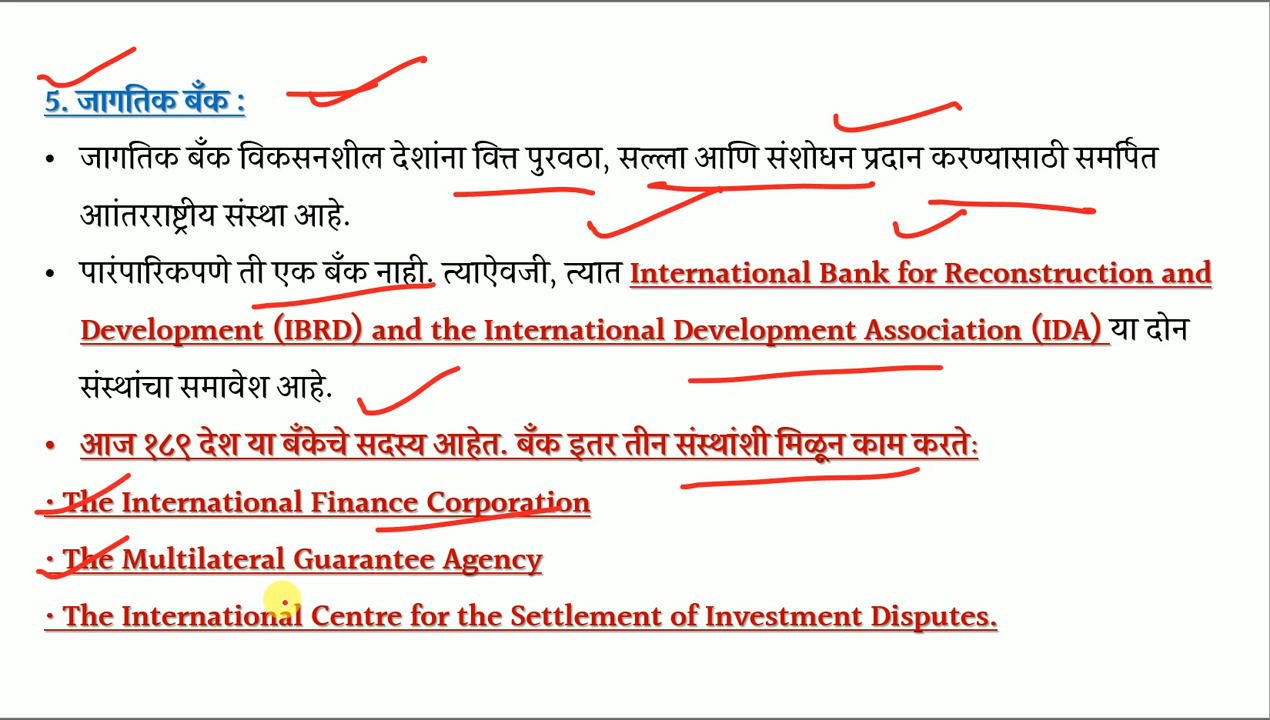 5. जागतिक बँक :
• जागतिक बँक विकसनशील देशांना वित्त पुरवठा, सल्ला आणि संशोधन प्रदान करण्यासाठी समर्पित
आांतरराष्ट्रीय संस्था आहे.
• पारंपारिकपणे ती एक बँक नाही. त्याऐवजी, त्यात International Bank for Reconstruction and
Development (IBRD) and the International Development Association (IDA) या दोन
संस्थांचा समावेश आहे.
• आज १८९ देश या बँकेचे सदस्य आहेत. बँक इतर तीन संस्थांशी मिळून काम करतेः
· The International Finance Corporation
· The Multilateral Guarantee Agency
· The International Centre for the Settlement of Investment Disputes.